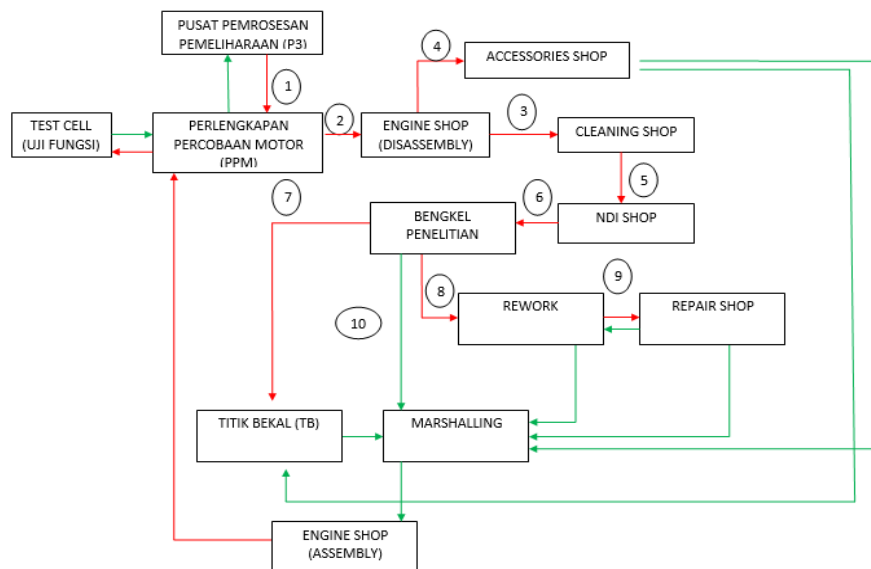 PUSAT PEMROSESAN
PEMELIHARAAN (P3)
4
ACCESSORIES SHOP
1
TEST CELL
(UJI FUNGSI)
PERLENGKAPAN
PERCOBAAN MOTOR
(PPM)
2
ENGINE SHOP
(DISASSEMBLY)
3
CLEANING SHOP
5
7
BENGKEL
PENELITIAN
6
NDI SHOP
8
9
10
REWORK
REPAIR SHOP
TITIK BEKAL (TB)
MARSHALLING
ENGINE SHOP
(ASSEMBLY)